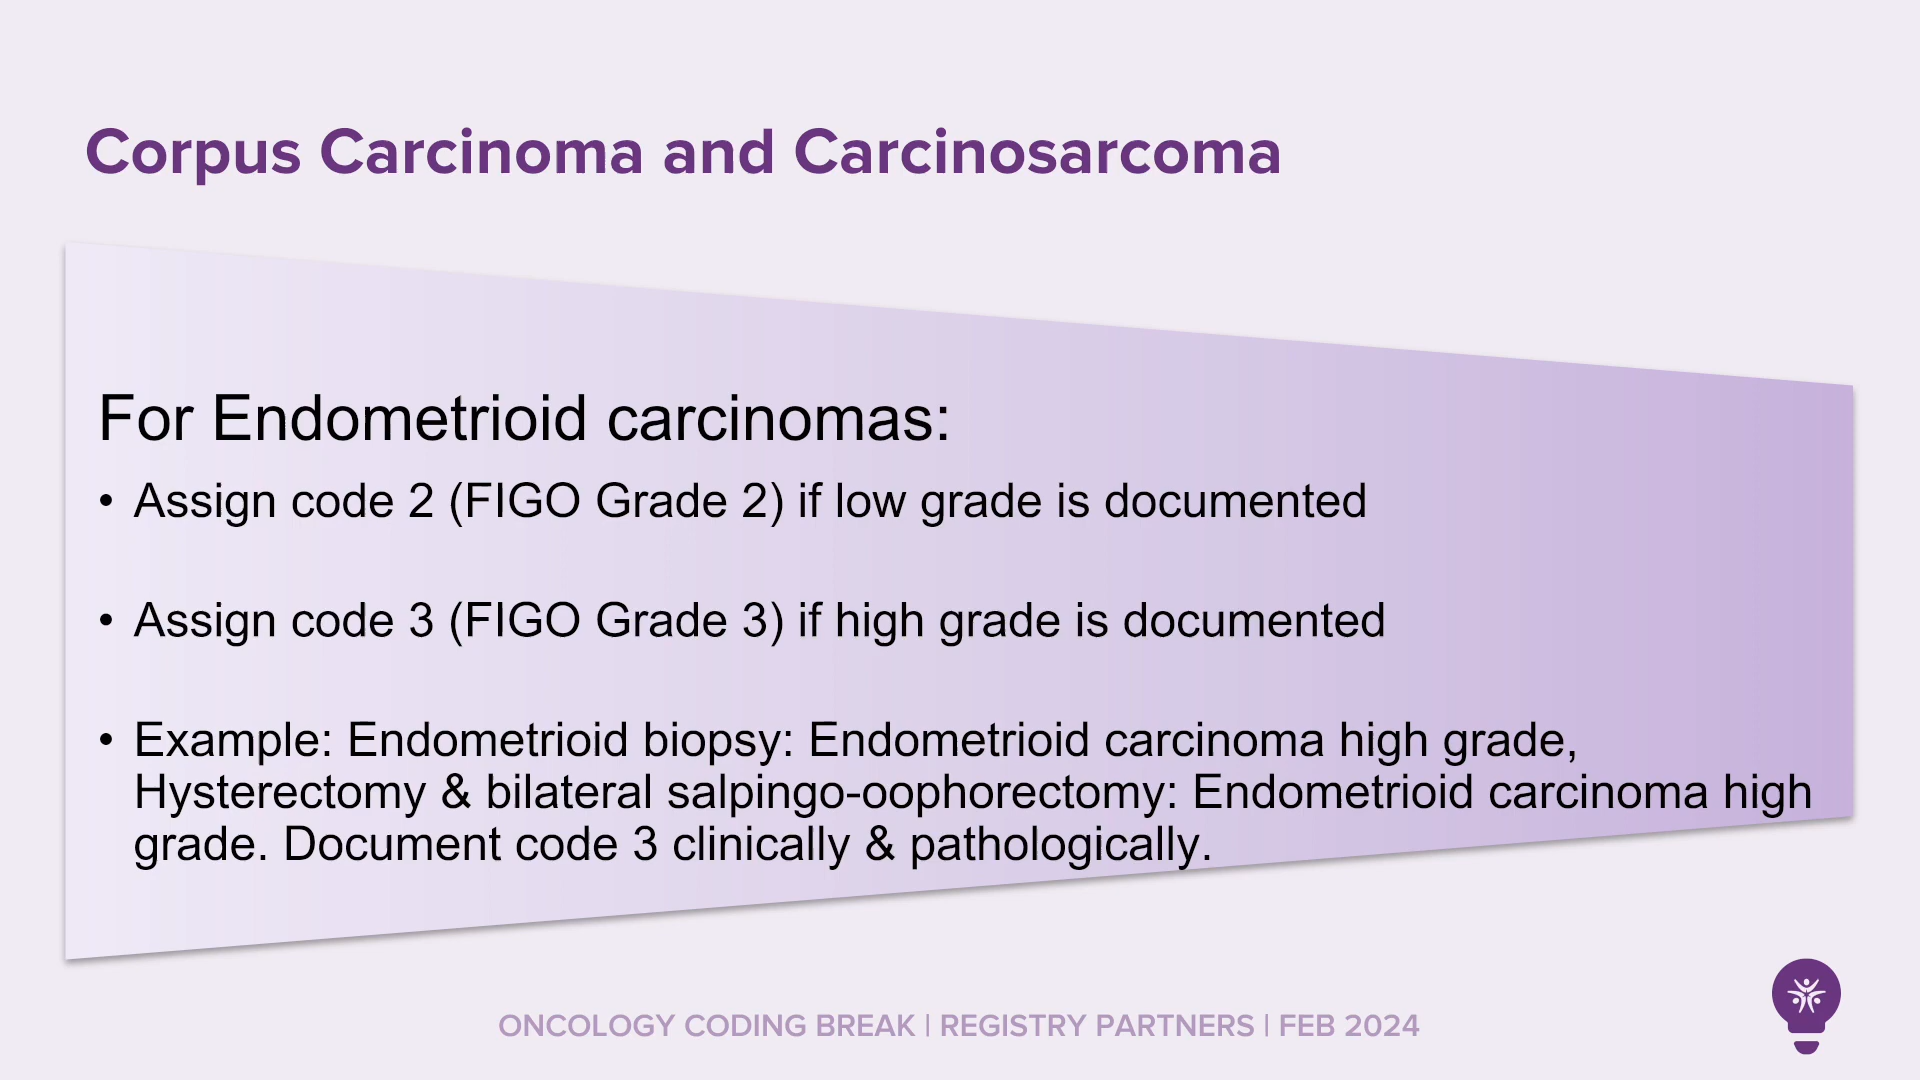 Corpus Carcinoma and Carcinosarcoma
For Endometrioid carcinomas:
• Assign code 2 (FIGO Grade 2) if low grade is documented
• Assign code 3 (FIGO Grade 3) if high grade is documented
• Example: Endometrioid biopsy: Endometrioid carcinoma high grade,
Hysterectomy & bilateral salpingo-oophorectomy: Endometrioid carcinoma high
grade. Document code 3 clinically & pathologically.
ONCOLOGY CODING BREAK | REGISTRY PARTNERS | FEB 2024